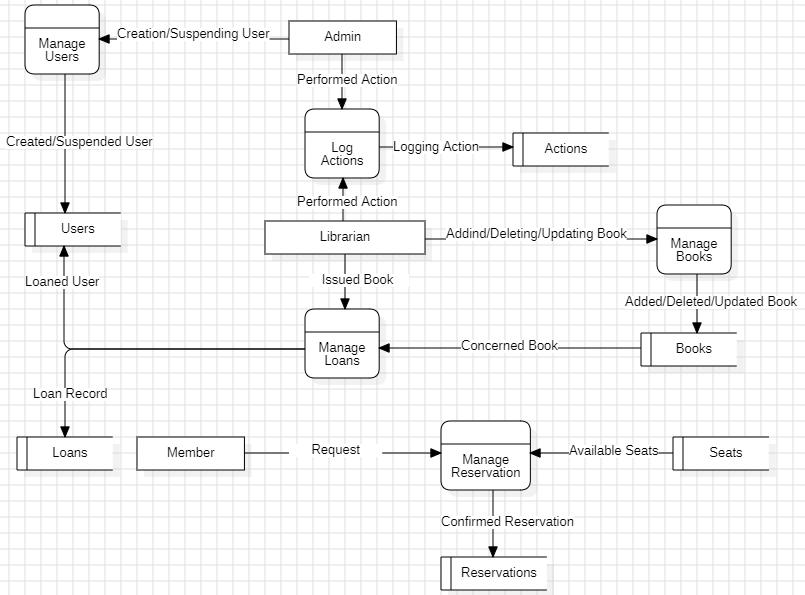 Manage
Users
Creation/Suspending User
Admin
Performed Action
Created/Suspended User
Log
Actions
Logging Action
Actions
Performed Action
Users
Librarian
Addind/Deleting/Updating Book
Manage
Books
Loaned User
Issued Book
Added/Deleted/Updated Book
Manage
Loans
Concerned Book
Books
Loan Record
Loans
Member
Request
Manage
Reservation
Available Seats
Seats
Confirmed Reservation
Reservations